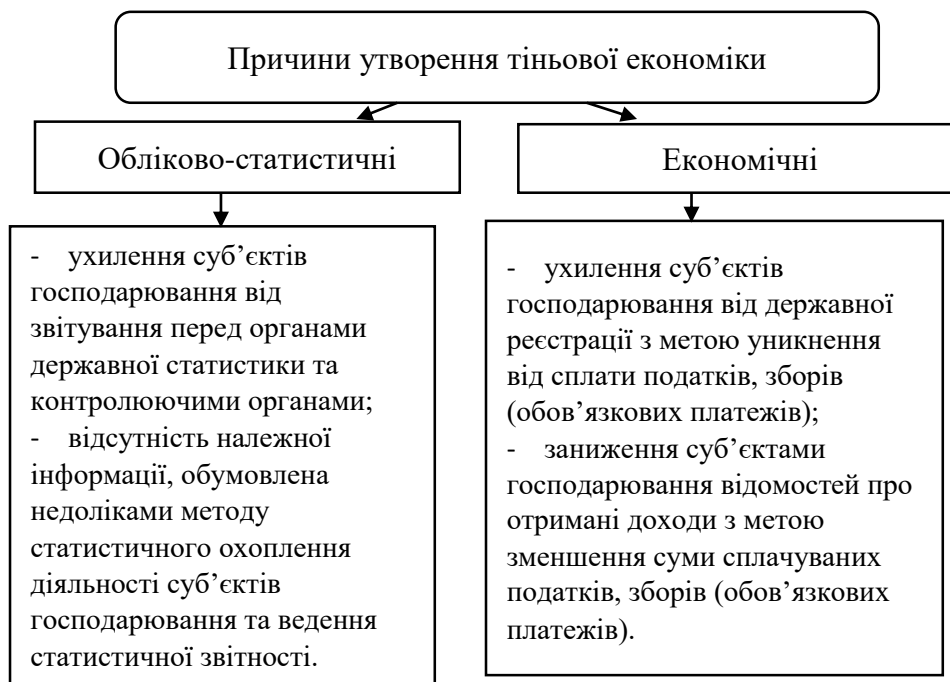 Причини утворення тіньової економіки
Обліково-статистичні
Економічні
- ухилення суб’єктів
господарювання від
звітування перед органами
державної статистики та
контролюючими органами;
- відсутність належної
інформації, обумовлена
недоліками методу
статистичного охоплення
діяльності суб’єктів
господарювання та ведення
статистичної звітності.
- ухилення суб’єктів
господарювання від державної
реєстрації з метою уникнення
від сплати податків, зборів
(обов’язкових платежів);
- заниження суб’єктами
господарювання відомостей про
отримані доходи з метою
зменшення суми сплачуваних
податків, зборів (обов’язкових
платежів).